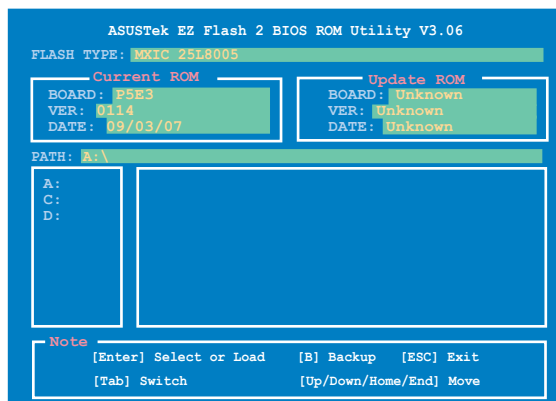 ASUSTek EZ Flash 2 BIOS ROM Utility V3.06
FLASH TYPE: MXIC 25L8005
Current ROM
BOARD: P5E3
VER: 0114
DATE: 09/03/07
Update ROM
BOARD: Unknown
VER: Unknown
DATE: Unknown
PATH: A:\
A:
C:
D:
Note
[Enter] Select or Load [B] Backup [ESC] Exit
[Tab] Switch [Up/Down/Home/End] Move